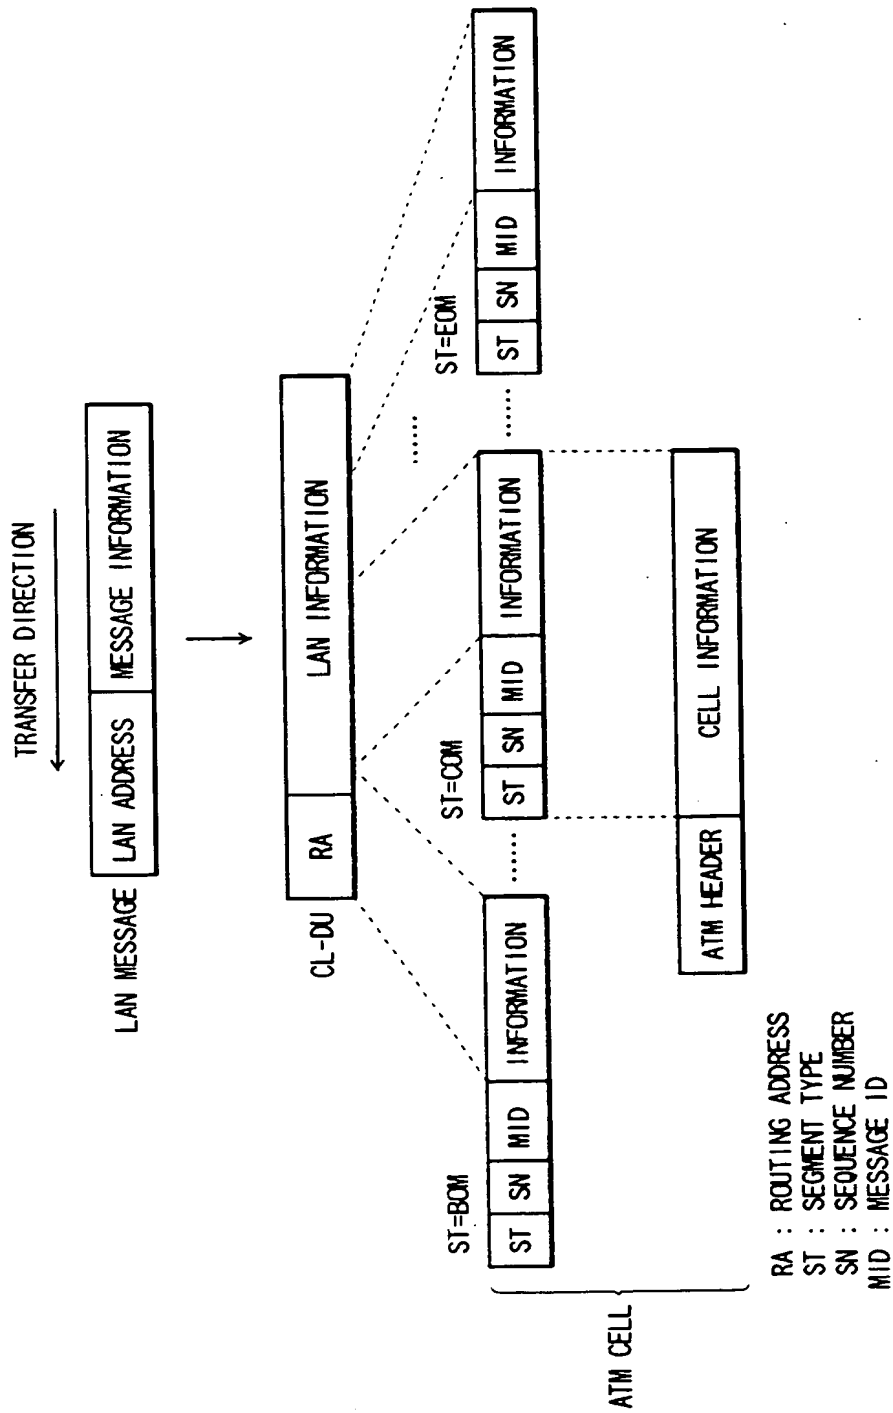 TRANSFER DIRECTION
LAN MESSAGE
LAN ADDRESS
MESSAGE INFORMATION
CL-DU
RA
LAN INFORMATION
......
ST=BOM
ST
SN
MID
INFORMATION
......
ST=COM
ST
SN
MID
INFORMATION
......
ST=EOM
ST
SN
MID
INFORMATION
ATM CELL
ATM HEADER
CELL INFORMATION
RA : ROUTING ADDRESS
ST : SEGMENT TYPE
SN : SEQUENCE NUMBER
MID : MESSAGE ID